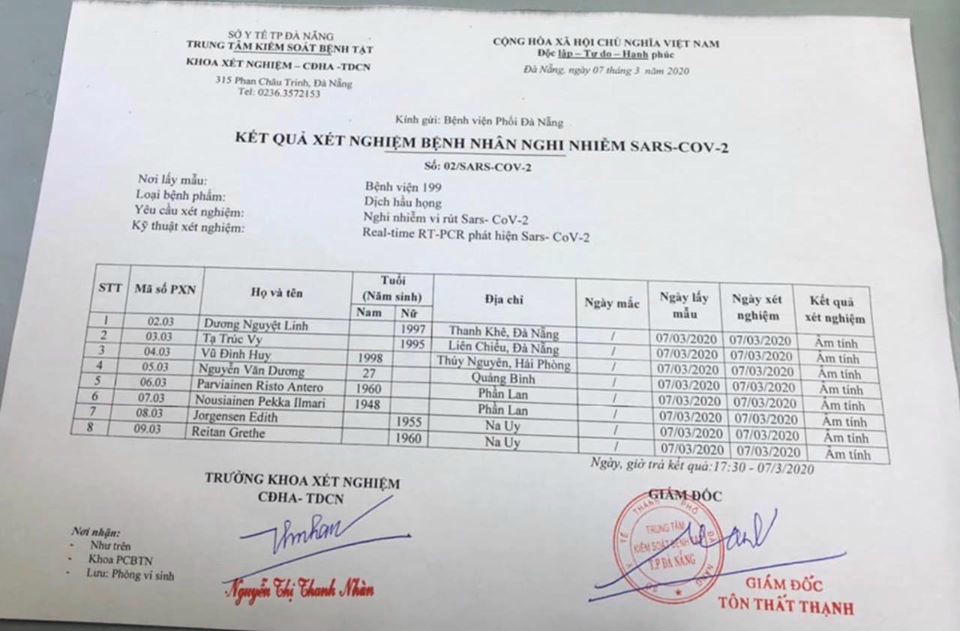 SỞ Y TẾ TP ĐÀ NẴNG
TRUNG TÂM KIỂM SOÁT BỆNH TẬT
KHOA XÉT NGHIỆM – CĐHA -TDCN
315 Phan Châu Trinh, Đà Nẵng
Tel: 0236.3572153
CỘNG HÒA XÃ HỘI CHỦ NGHĨA VIỆT NAM
Độc lập – Tự do – Hạnh phúc
Đà Nẵng, ngày 07 tháng 3 năm 2020
Kính gửi: Bệnh viện Phổi Đà Nẵng
KẾT QUẢ XÉT NGHIỆM BỆNH NHÂN NGHI NHIỄM SARS-COV-2
Số: 02/SARS-COV-2
Nơi lấy mẫu: Bệnh viện 199
Loại bệnh phẩm: Dịch hầu họng
Yêu cầu xét nghiệm: Nghi nhiễm vi rút Sars- CoV-2
Kỹ thuật xét nghiệm: Real-time RT-PCR phát hiện Sars- CoV-2
STT Mã số PXN Họ và tên Tuổi (Năm sinh) Địa chỉ Ngày mắc Ngày lấy mẫu Ngày xét nghiệm Kết quả xét nghiệm
Nam Nữ
1 02.03 Dương Nguyệt Linh 1997 Thanh Khê, Đà Nẵng / 07/03/2020 07/03/2020 Âm tính
2 03.03 Tạ Trúc Vy 1995 Liên Chiểu, Đà Nẵng / 07/03/2020 07/03/2020 Âm tính
3 04.03 Vũ Đình Huy 1998 Thủy Nguyên, Hải Phòng / 07/03/2020 07/03/2020 Âm tính
4 05.03 Nguyễn Văn Dương 27 Quảng Bình / 07/03/2020 07/03/2020 Âm tính
5 06.03 Parviainen Risto Antero 1960 Phần Lan / 07/03/2020 07/03/2020 Âm tính
6 07.03 Nousiainen Pekka Ilmari 1948 Phần Lan / 07/03/2020 07/03/2020 Âm tính
7 08.03 Jorgensen Edith 1955 Na Uy / 07/03/2020 07/03/2020 Âm tính
8 09.03 Reitan Grethe 1960 Na Uy / 07/03/2020 07/03/2020 Âm tính
Ngày, giờ trả kết quả:17:30 - 07/3/2020
TRƯỞNG KHOA XÉT NGHIỆM
CĐHA- TDCN
Nguyễn Thị Thanh Nhàn
Nơi nhận:
- Như trên
- Khoa PCBTN
- Lưu: Phòng vi sinh
GIÁM ĐỐC
TRUNG TÂM
KIỂM SOÁT BỆNH TẬT
T.P ĐÀ NẴNG
GIÁM ĐỐC
TÔN THẤT THẠNH